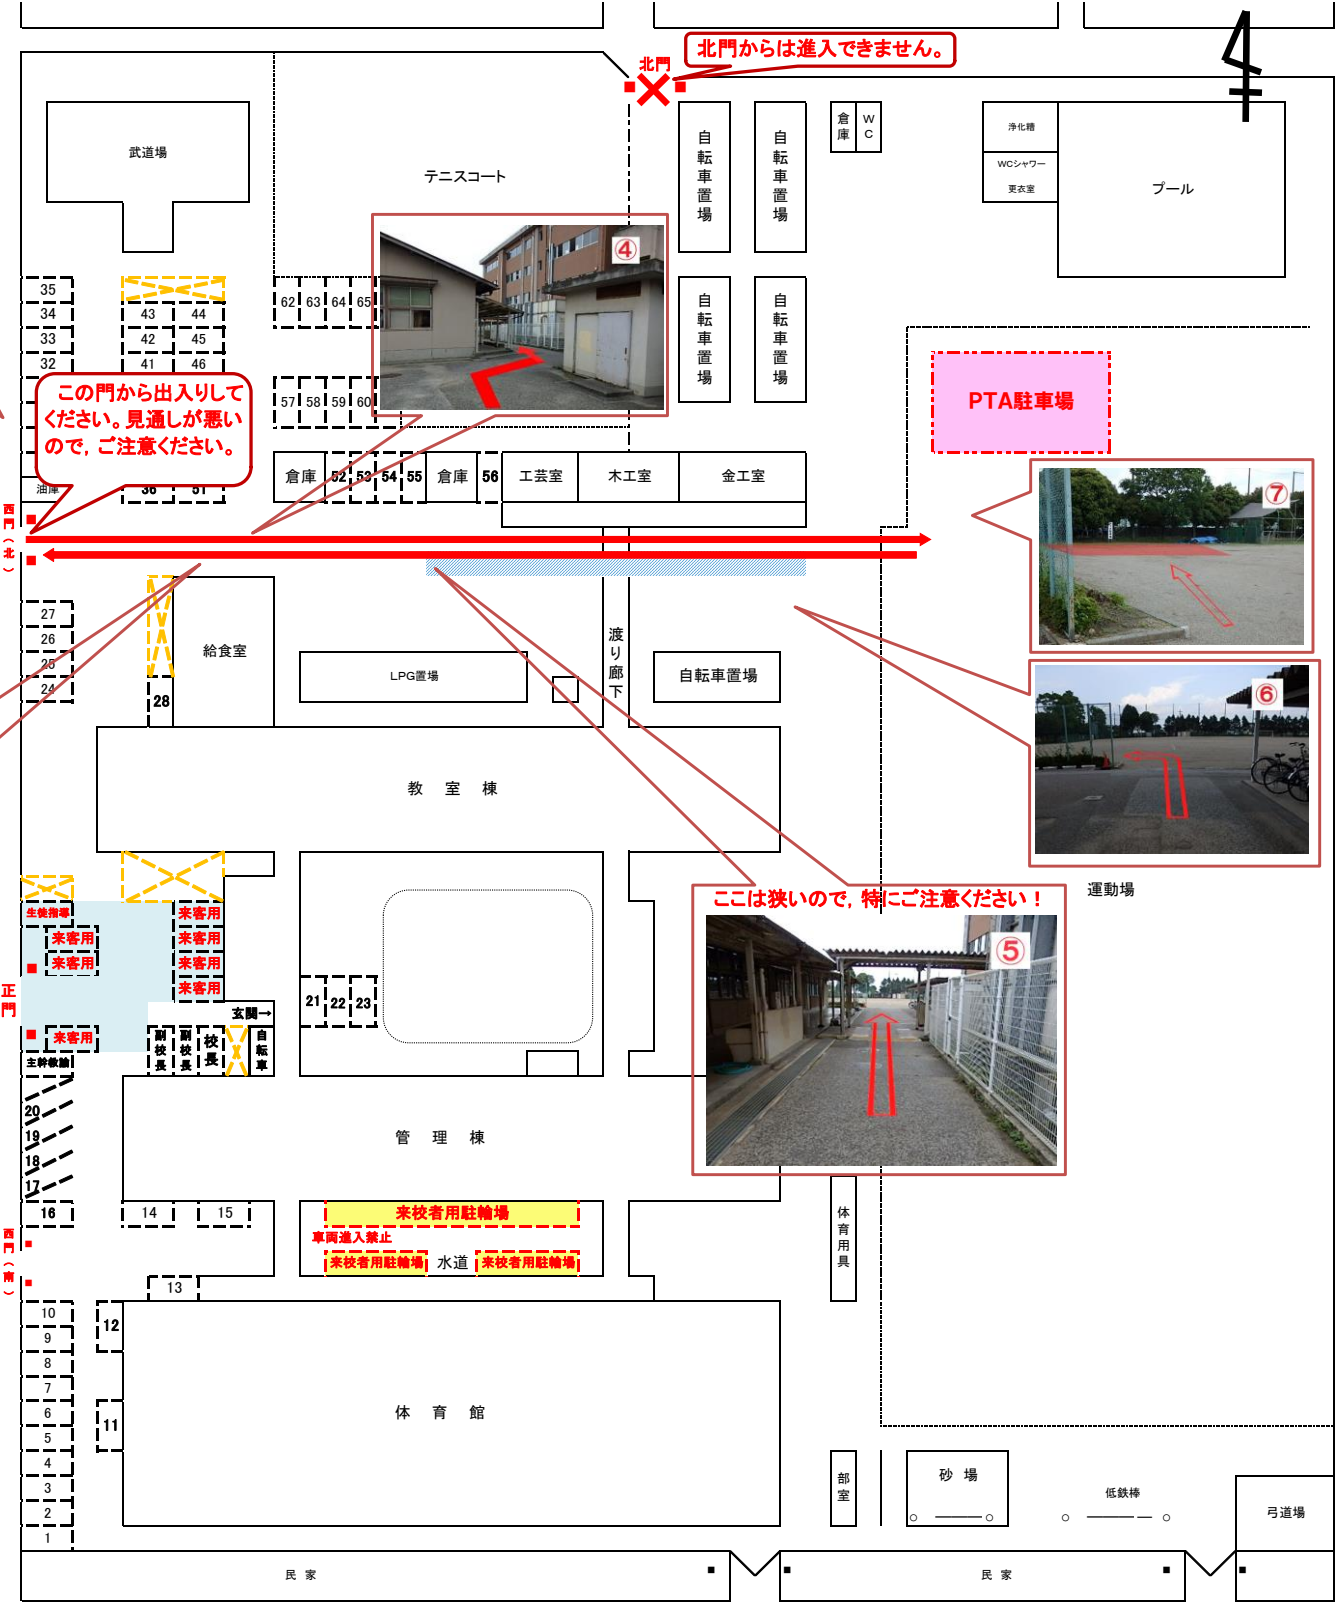 北門からは進入できません。
北門
武道場
テニスコート
自転車置場
自転車置場
倉庫
WC
浄化糟
WCシャワー
更衣室
プール
④
35
34
33
32
43
44
42
45
41
46
62
63
64
65
自転車置場
自転車置場
この門から出入りして
ください。見通しが悪い
ので，ご注意ください。
57
58
59
60
PTA駐車場
油庫
36
51
倉庫
52
53
54
55
倉庫
56
工芸室
木工室
金工室
⑦
西門（北）
27
26
25
24
28
給食室
LPG置場
渡り廊下
自転車置場
⑥
教室棟
運動場
生徒指導
来客用
来客用
来客用
来客用
来客用
来客用
正門
来客用
玄関→
主幹教諭
副校長
副校長
校長
自転車
21
22
23
ここは狭いので，特にご注意ください！
⑤
20
19
18
17
16
14
15
管理棟
来校者用駐輪場
車両進入禁止
来校者用駐輪場
水道
来校者用駐輪場
体育用具
西門（南）
13
12
11
10
9
8
7
6
5
4
3
2
1
体育館
部室
砂場
低鉄棒
弓道場
民家
民家